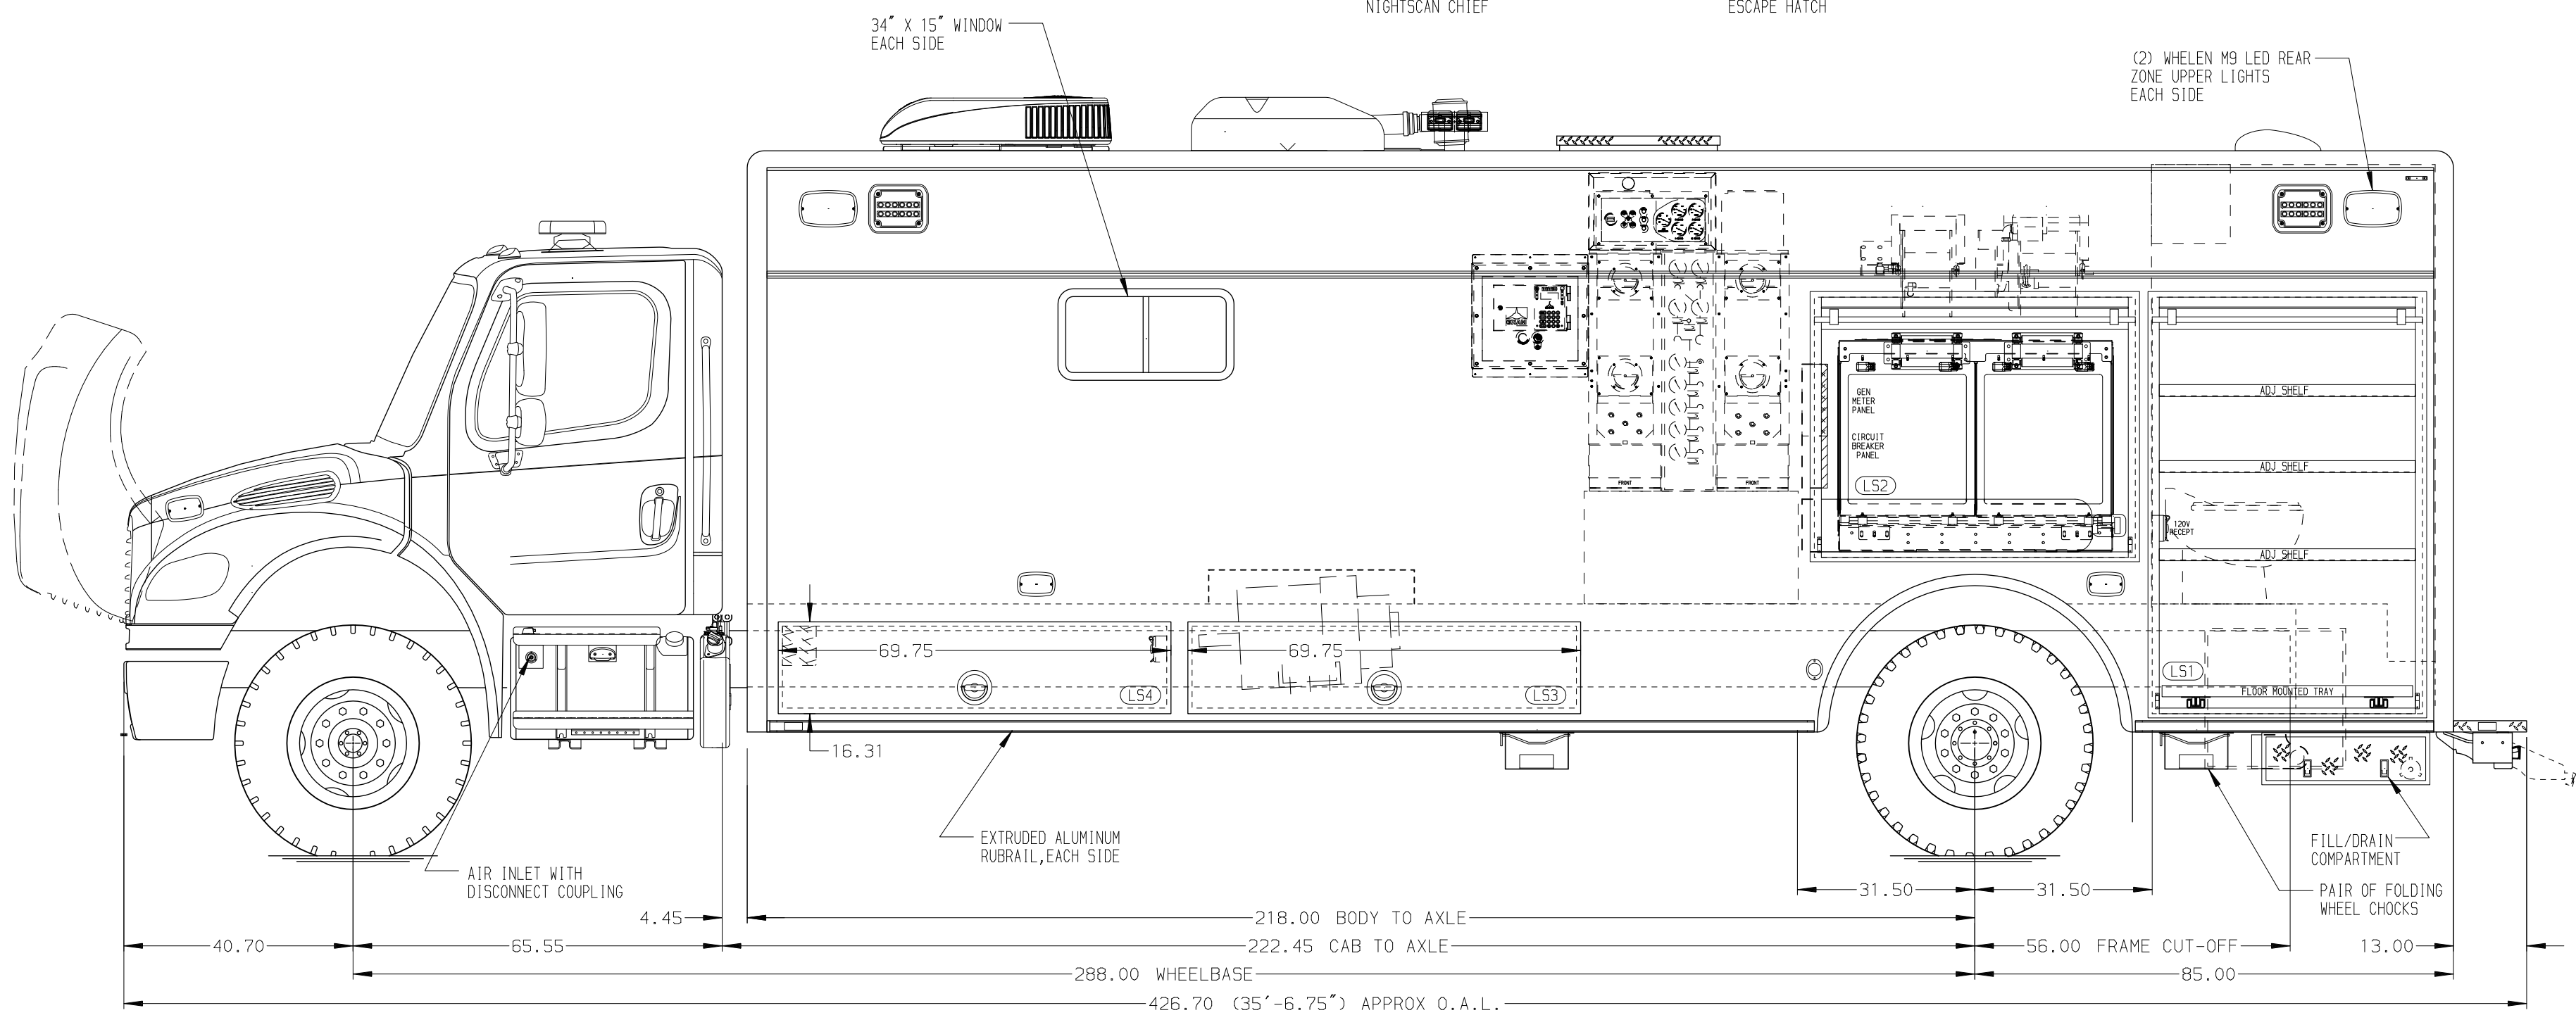 NIGHTSCAN CHIEF
ESCAPE HATCH
34" X 15" WINDOW
EACH SIDE
(2) WHELEN M9 LED REAR
ZONE UPPER LIGHTS
EACH SIDE
GEN
METER
PANEL
CIRCUIT
BREAKER
PANEL
LS2
ADJ SHELF
ADJ SHELF
ADJ SHELF
FRONT
FRONT
120V
RECEPT
LS1
FLOOR MOUNTED TRAY
69.75
LS4
69.75
LS3
16.31
EXTRUDED ALUMINUM
RUBRAIL,EACH SIDE
AIR INLET WITH
DISCONNECT COUPLING
FILL/DRAIN
COMPARTMENT
PAIR OF FOLDING
WHEEL CHOCKS
31.50
31.50
4.45
218.00 BODY TO AXLE
40.70
65.55
222.45 CAB TO AXLE
56.00 FRAME CUT-OFF
13.00
288.00 WHEELBASE
85.00
426.70 (35'-6.75") APPROX O.A.L.